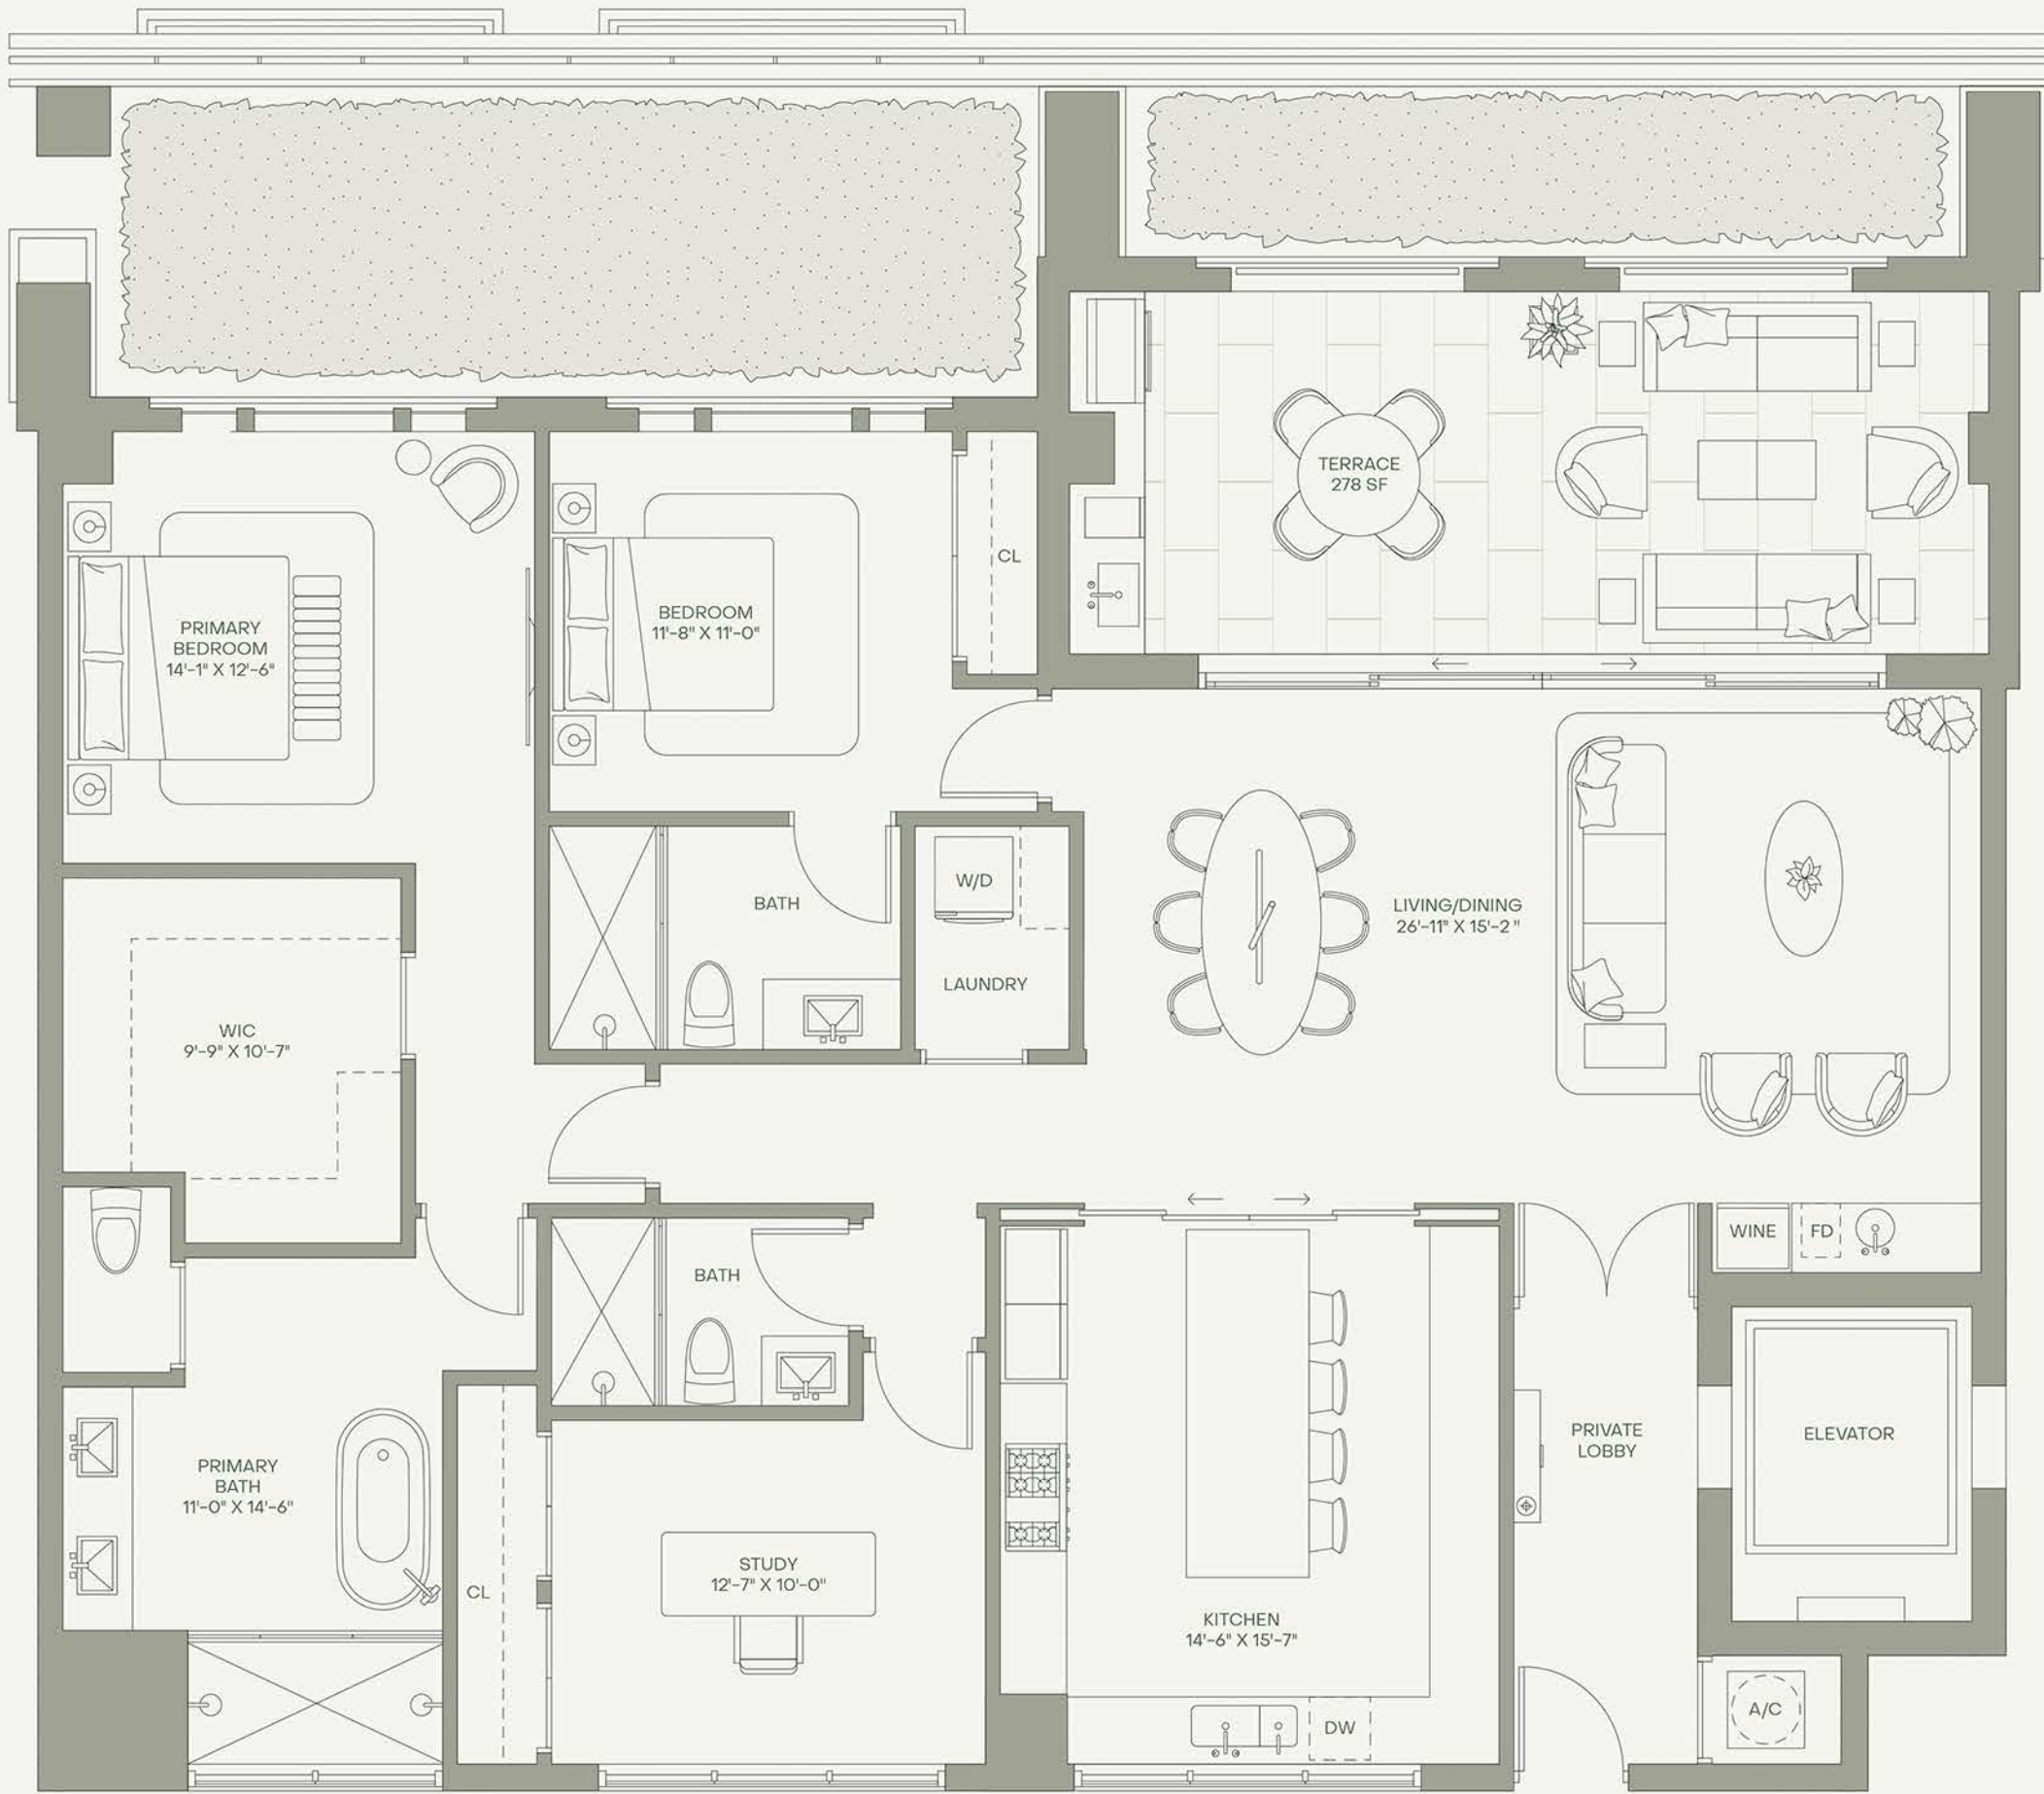 TERRACE
278 SF
CL
BEDROOM
11'-8" X 11'-0"
PRIMARY
BEDROOM
14'-1" X 12'-6"
W/D
BATH
LIVING/DINING
26'-11" X 15'-2 "
LAUNDRY
WIC
9'-9" X 10'-7"
WINE
FD
BATH
PRIVATE
LOBBY
ELEVATOR
PRIMARY
BATH
11'-0" X 14'-6"
CL
STUDY
12'-7" X 10'-0"
KITCHEN
14'-6" X 15'-7"
DW
A/C